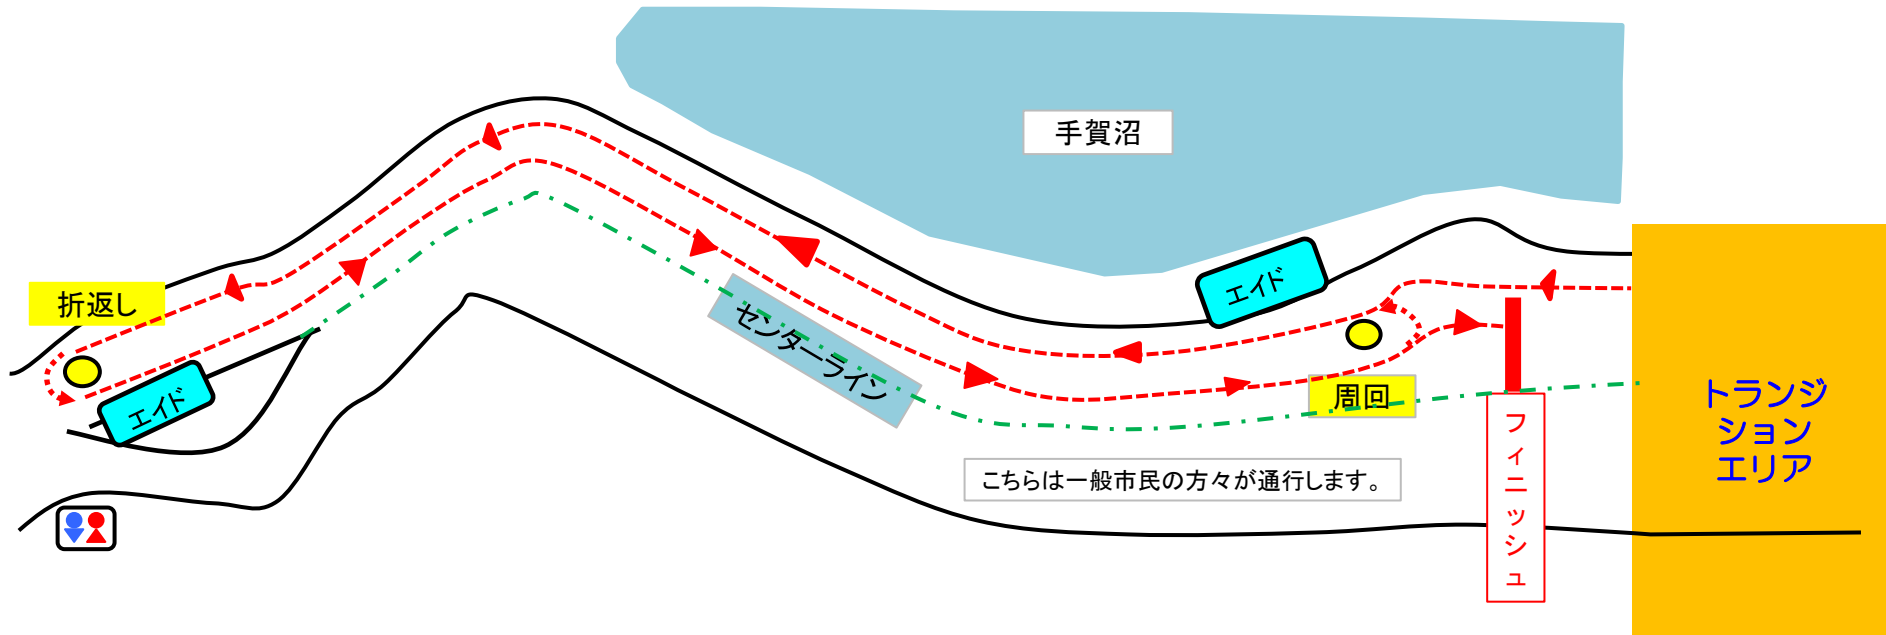 手賀沼
エイド
折返し
センターライン
エイド
周回
トランジ
ション
エリア
こちらは一般市民の方々が通行します。
フィニッシュ